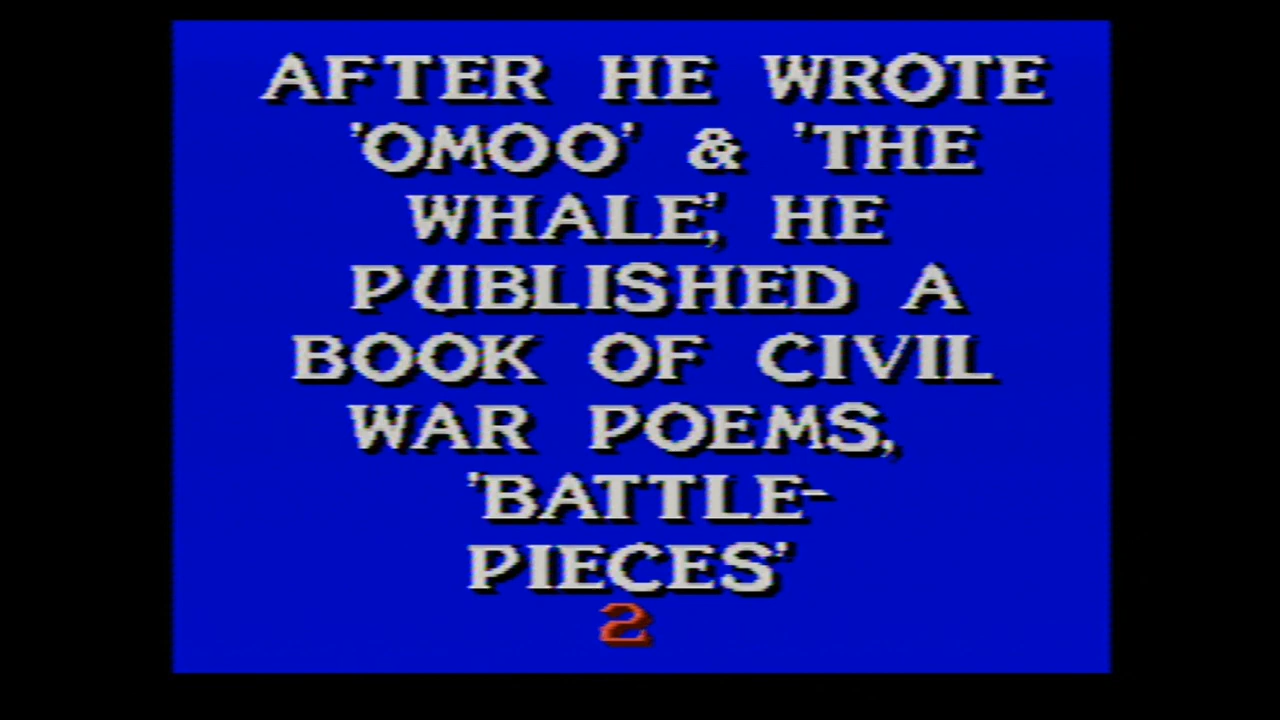 AFTER HE WROTE
'OMOO' & 'THE
WHALE', HE
PUBLISHED A
BOOK OF CIVIL
WAR POEMS,
'BATTLE-
PIECES'
2